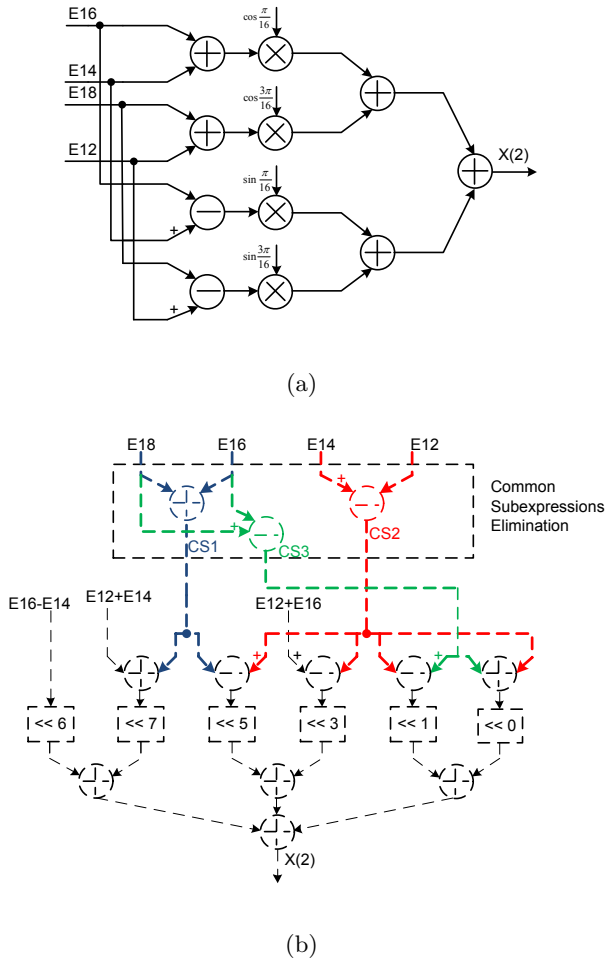 E16
cos π/16
E14
E18
cos 3π/16
E12
X(2)
sin π/16
+
sin 3π/16
+
(a)
E18 E16 E14 E12
+
Common
Subexpressions
Elimination
+
CS1 CS3 CS2
E16-E14 E12+E14 E12+E16
+ + +
<< 6 << 7 << 5 << 3 << 1 << 0
X(2)
(b)